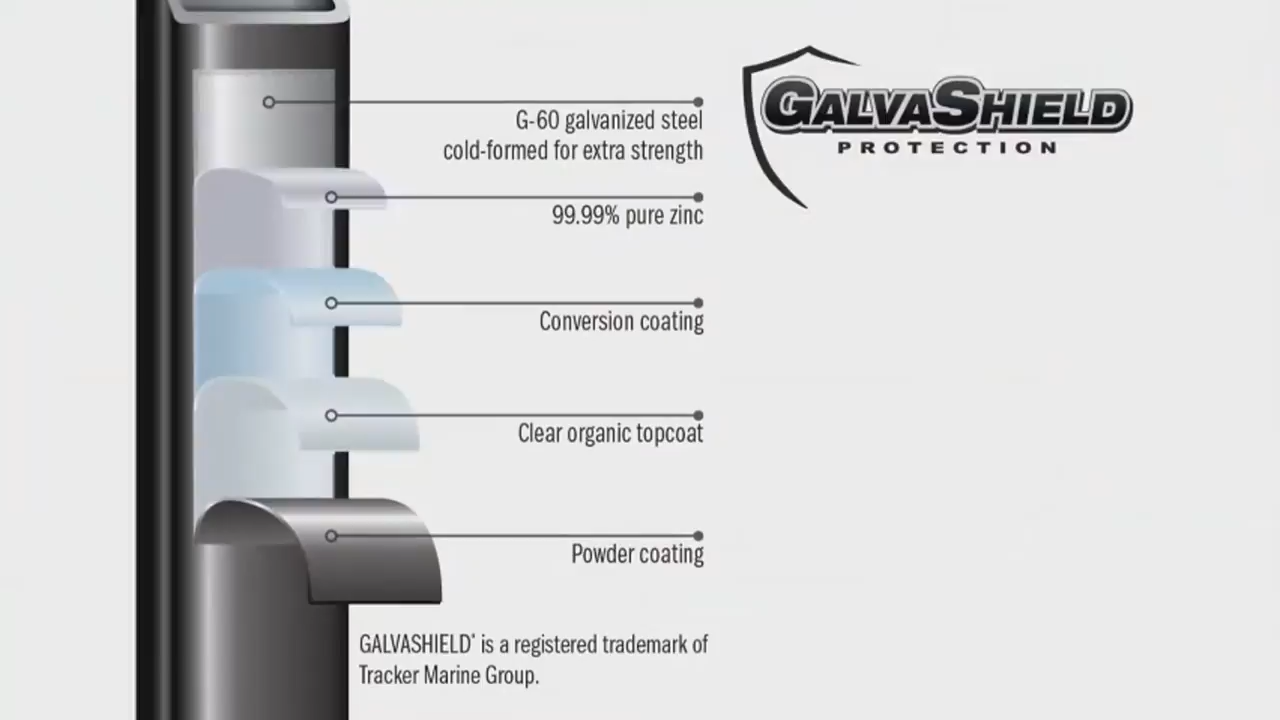 G-60 galvanized steel
cold-formed for extra strength
99.99% pure zinc
Conversion coating
Clear organic topcoat
Powder coating
GALVASHIELD® is a registered trademark of
Tracker Marine Group.
GALVASHIELD
PROTECTION